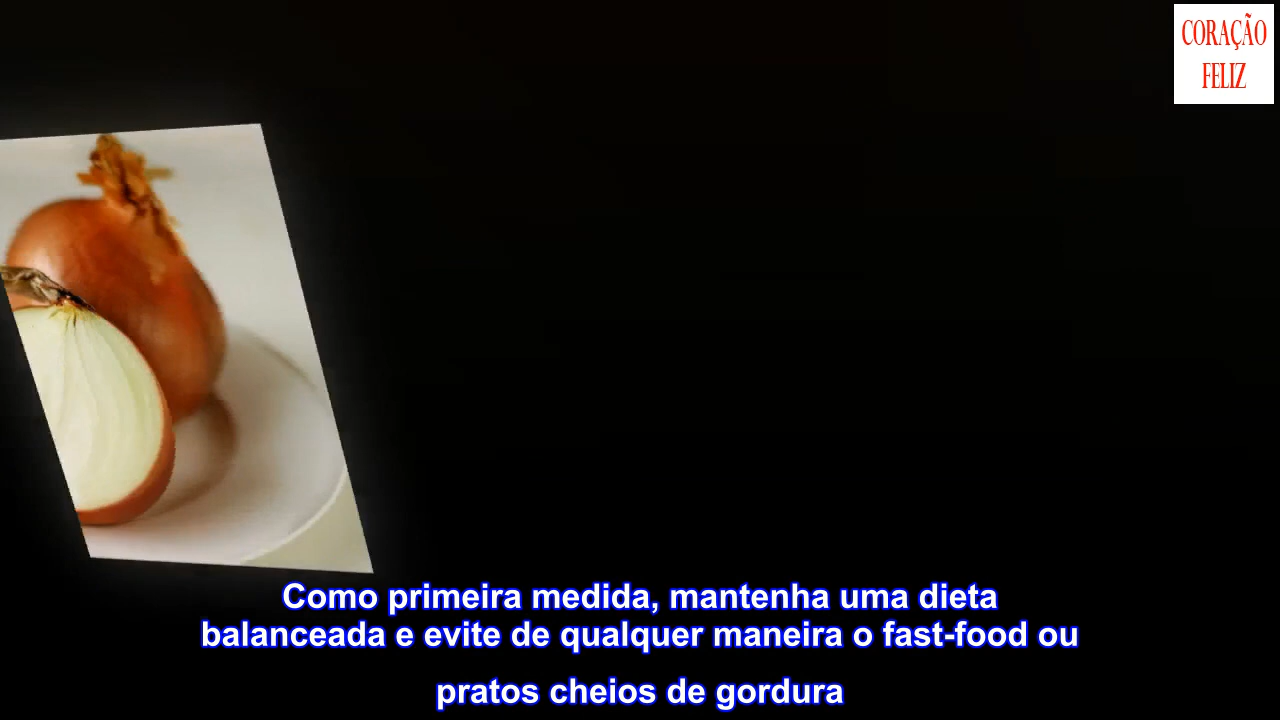 CORAÇÃO
FELIZ
Como primeira medida, mantenha uma dieta
balanceada e evite de qualquer maneira o fast-food ou
pratos cheios de gordura